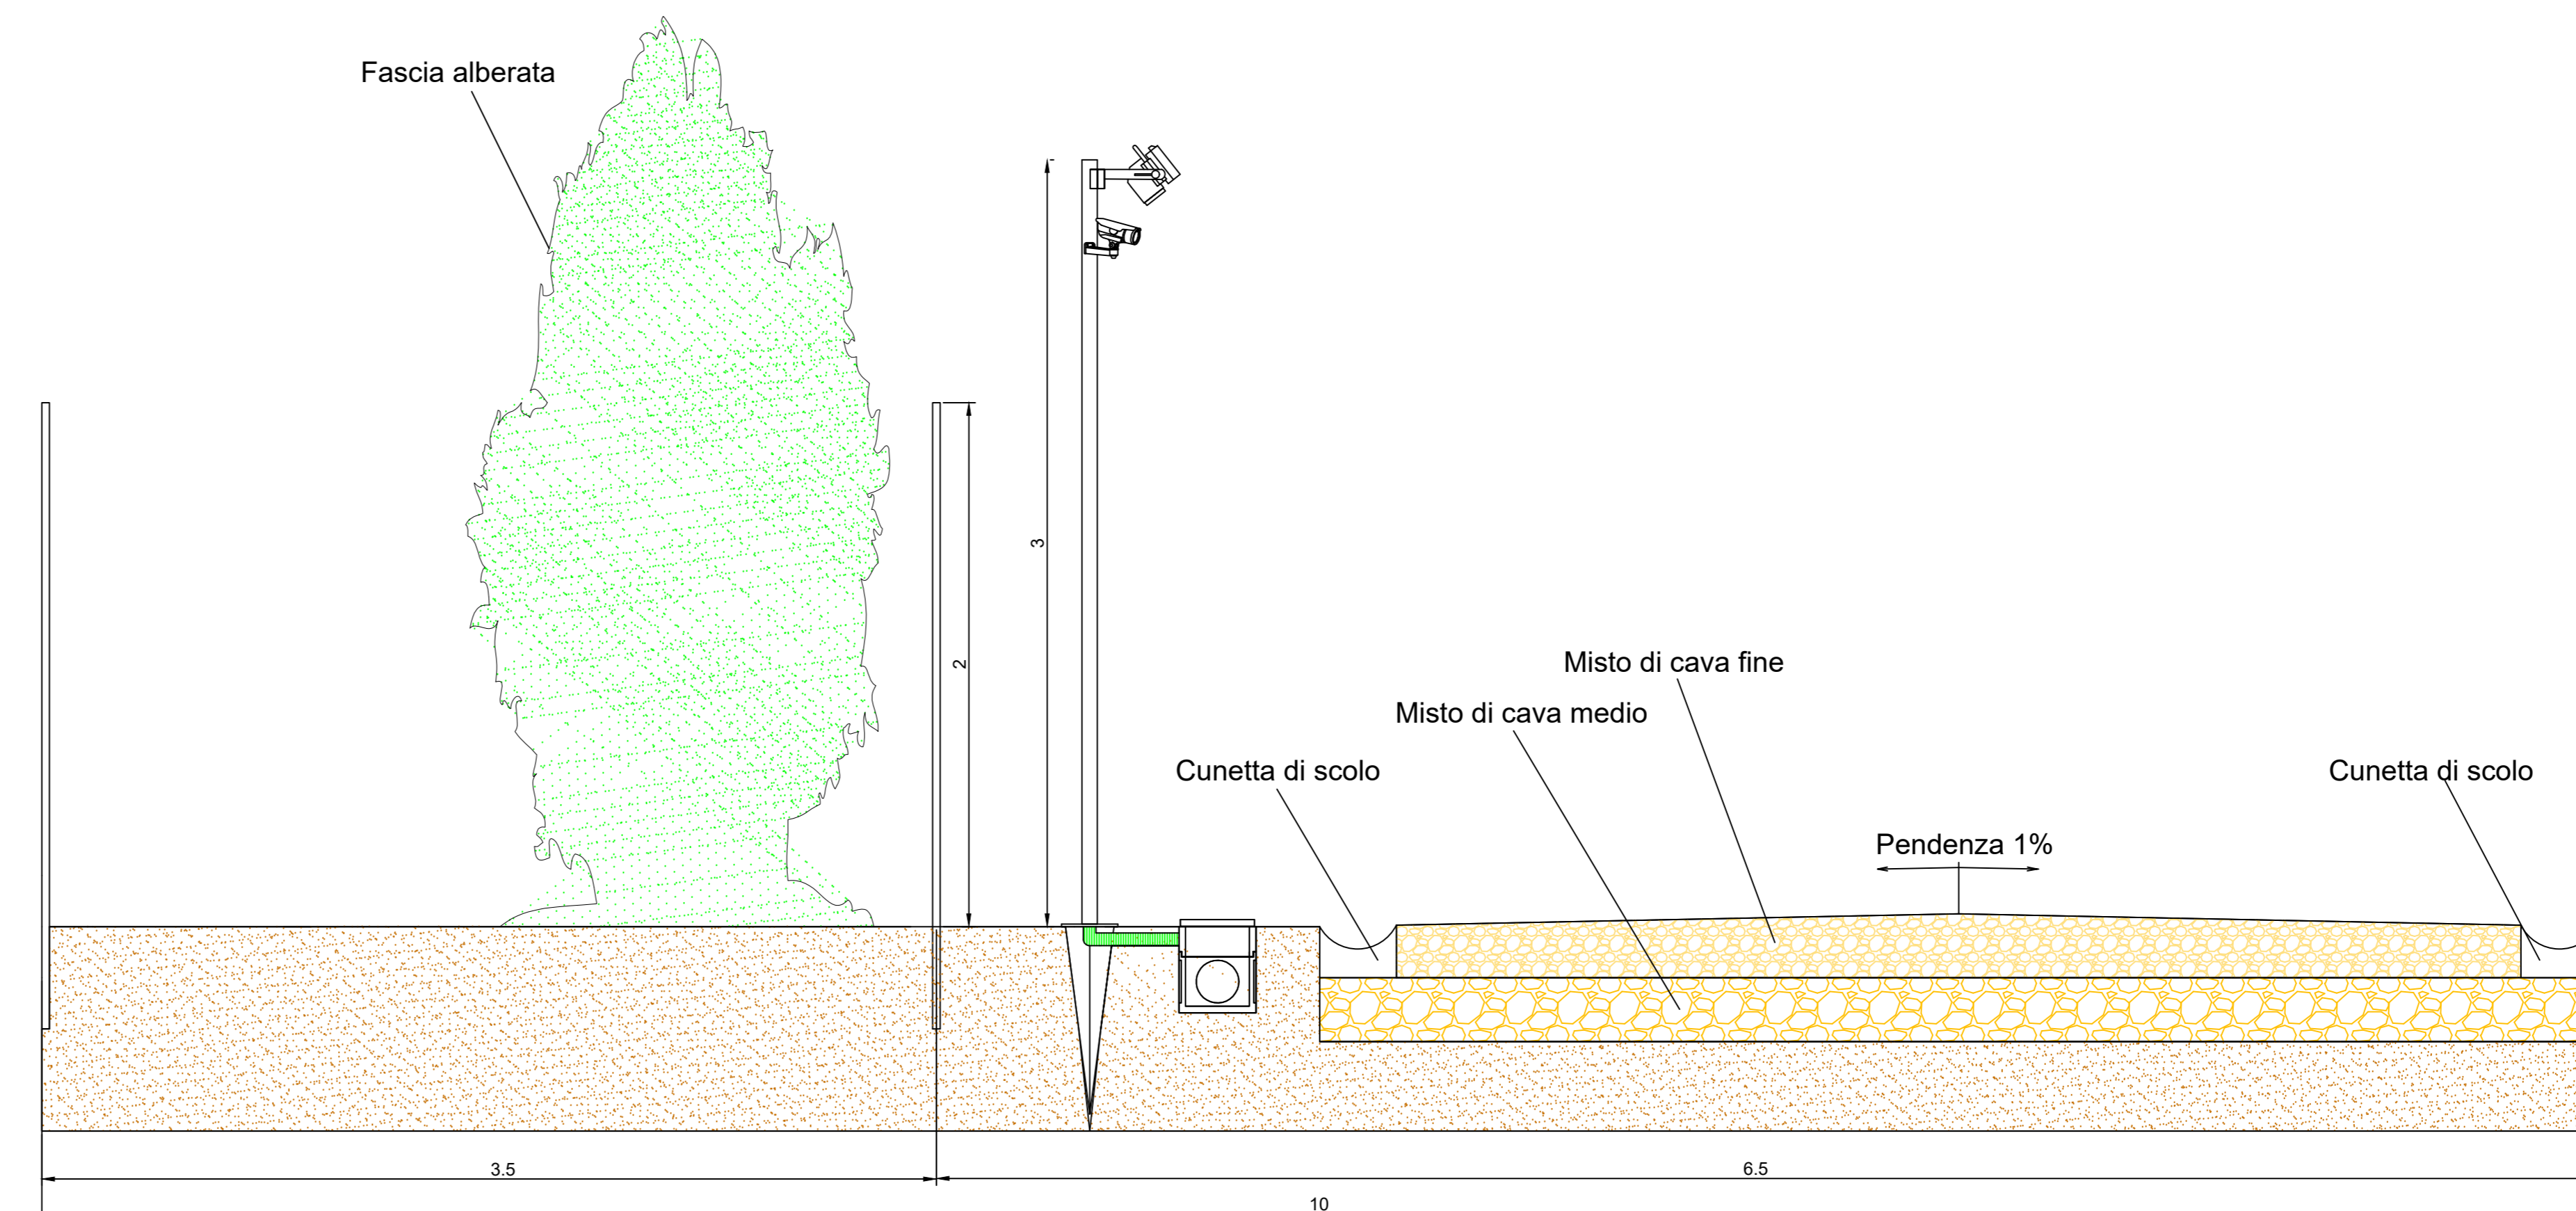 Fascia alberata
3
2
Misto di cava fine
Misto di cava medio
Cunetta di scolo
Cunetta di scolo
Pendenza 1%
3.5
6.5
10